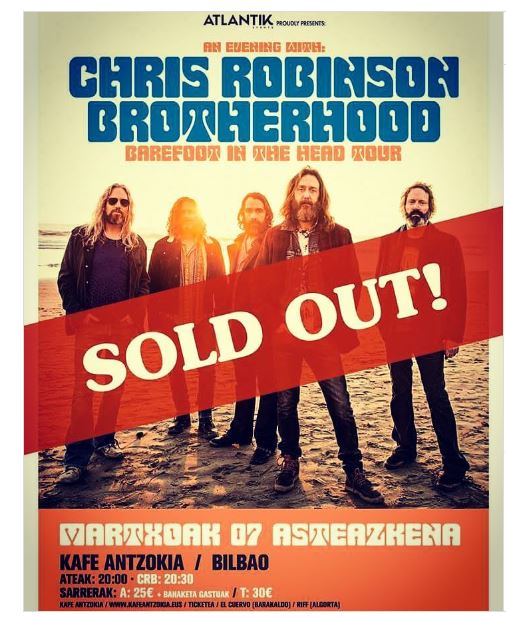 ATLANTIK PROUDLY PRESENTS:
EVENTS
AN EVENING WITH:
CHRIS ROBINSON
BROTHERHOOD
BAREFOOT IN THE HEAD TOUR
SOLD OUT!
MARTXOAK 07 ASTEAZKENA
KAFE ANTZOKIA / BILBAO
ATEAK: 20:00 · CRB: 20:30
SARRERAK: A: 25€ + BANAKETA GASTUAK / T: 30€
KAFE ANTZOKIA / WWW.KAFEANTZOKIA.EUS / TICKETEA / EL CUERVO (BARAKALDO) / RIFF (ALGORTA)